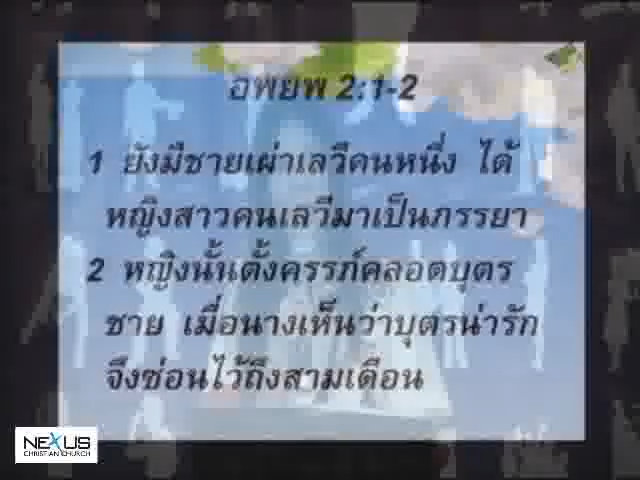 อพยพ 2:1-2
1 ยังมีชายเผ่าเลวีคนหนึ่ง ได้
หญิงสาวคนเลวีมาเป็นภรรยา
2 หญิงนั้นตั้งครรภ์คลอดบุตร
ชาย เมื่อนางเห็นว่าบุตรน่ารัก
จึงซ่อนไว้ถึงสามเดือน
NEXUS
CHRISTIAN CHURCH